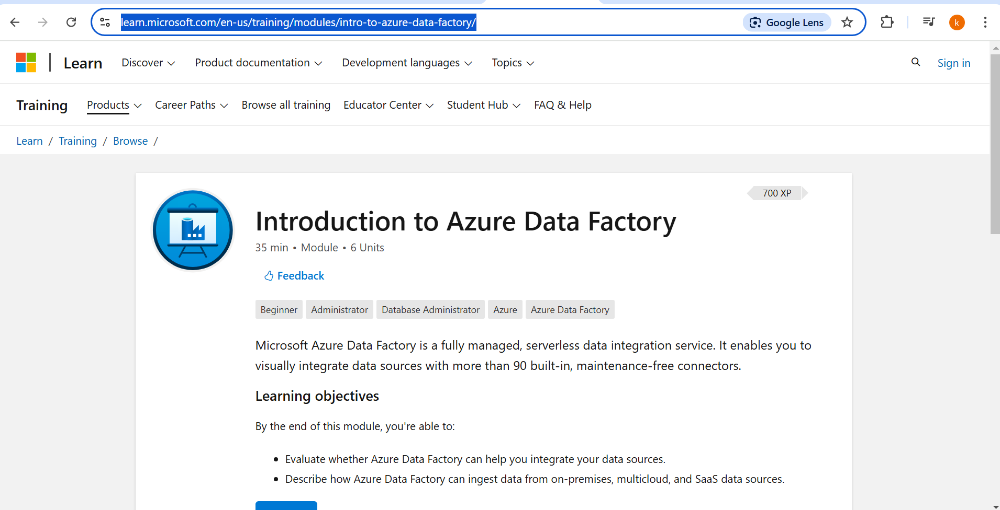 learn.microsoft.com/en-us/training/modules/intro-to-azure-data-factory/
Google Lens
k
Learn
Discover
Product documentation
Development languages
Topics
Sign in
Training
Products
Career Paths
Browse all training
Educator Center
Student Hub
FAQ & Help
Learn / Training / Browse /
700 XP
Introduction to Azure Data Factory
35 min • Module • 6 Units
Feedback
Beginner
Administrator
Database Administrator
Azure
Azure Data Factory
Microsoft Azure Data Factory is a fully managed, serverless data integration service. It enables you to
visually integrate data sources with more than 90 built-in, maintenance-free connectors.
Learning objectives
By the end of this module, you're able to:
• Evaluate whether Azure Data Factory can help you integrate your data sources.
• Describe how Azure Data Factory can ingest data from on-premises, multicloud, and SaaS data sources.